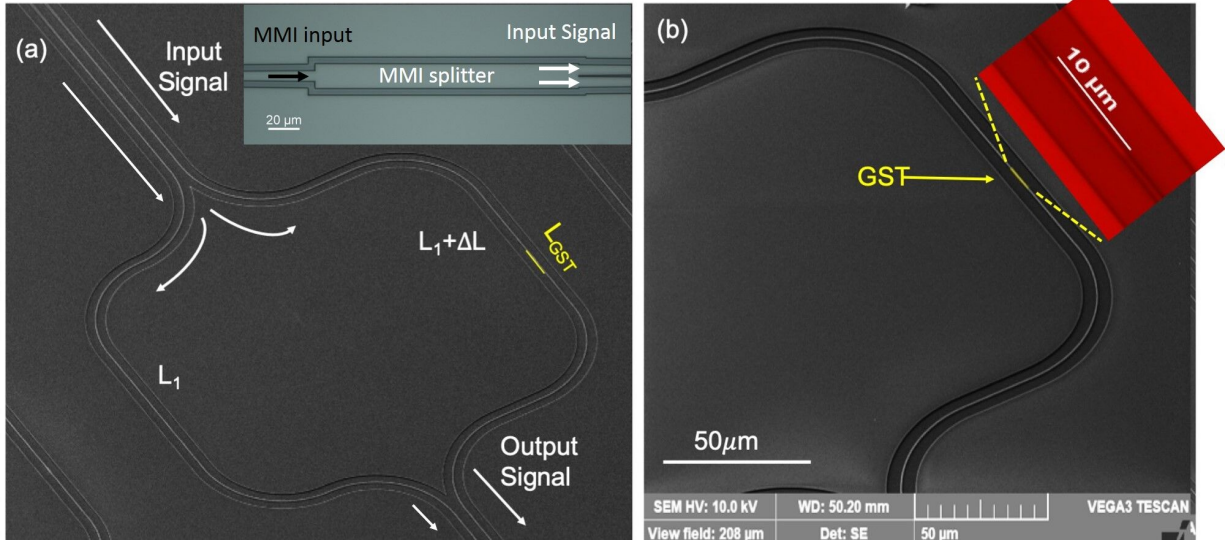 (a)
Input
Signal
MMI input
Input Signal
MMI splitter
20 μm
L₁+ΔL
L_GST
L₁
Output
Signal
(b)
10 μm
GST
50μm
SEM HV: 10.0 kV
WD: 50.20 mm
VEGA3 TESCAN
View field: 208 μm
Det: SE
50 μm